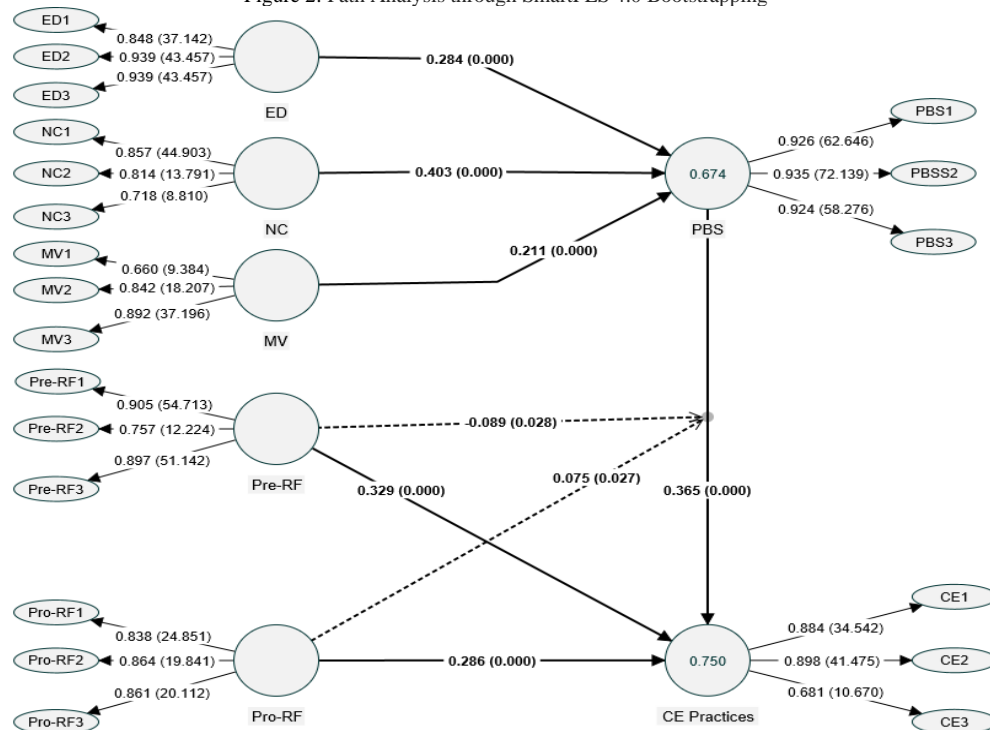 Figure 2. Path Analysis through SmartPLS 4.0 Bootstrapping
ED1
0.848 (37.142)
ED2
0.939 (43.457)
ED3
0.939 (43.457)
ED
0.284 (0.000)
NC1
0.857 (44.903)
NC2
0.814 (13.791)
NC3
0.718 (8.810)
NC
0.403 (0.000)
MV1
0.660 (9.384)
MV2
0.842 (18.207)
MV3
0.892 (37.196)
MV
0.211 (0.000)
0.674
PBS
PBS1
0.926 (62.646)
PBSS2
0.935 (72.139)
PBS3
0.924 (58.276)
Pre-RF1
0.905 (54.713)
Pre-RF2
0.757 (12.224)
Pre-RF3
0.897 (51.142)
Pre-RF
-0.089 (0.028)
0.329 (0.000)
0.075 (0.027)
0.365 (0.000)
Pro-RF1
0.838 (24.851)
Pro-RF2
0.864 (19.841)
Pro-RF3
0.861 (20.112)
Pro-RF
0.286 (0.000)
0.750
CE Practices
CE1
0.884 (34.542)
CE2
0.898 (41.475)
CE3
0.681 (10.670)